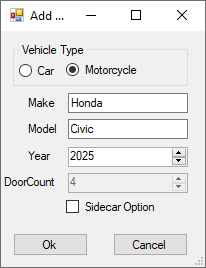 Add ...
Vehicle Type
Car Motorcycle
Make Honda
Model Civic
Year 2025
DoorCount 4
Sidecar Option
Ok Cancel